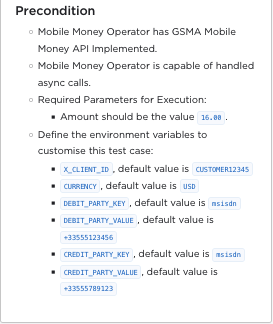 Precondition
Mobile Money Operator has GSMA Mobile
Money API Implemented.
Mobile Money Operator is capable of handled
async calls.
Required Parameters for Execution:
Amount should be the value 16.00 .
Define the environment variables to
customise this test case:
X_CLIENT_ID , default value is CUSTOMER12345
CURRENCY , default value is USD
DEBIT_PARTY_KEY , default value is msisdn
DEBIT_PARTY_VALUE , default value is
+33555123456
CREDIT_PARTY_KEY , default value is msisdn
CREDIT_PARTY_VALUE , default value is
+33555789123